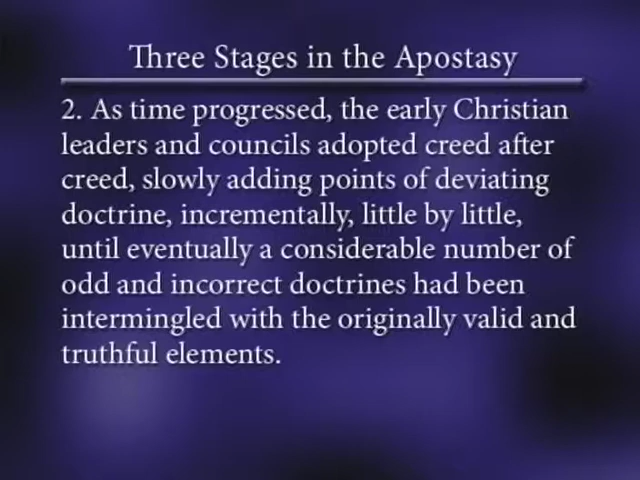 Three Stages in the Apostasy
2. As time progressed, the early Christian
leaders and councils adopted creed after
creed, slowly adding points of deviating
doctrine, incrementally, little by little,
until eventually a considerable number of
odd and incorrect doctrines had been
intermingled with the originally valid and
truthful elements.